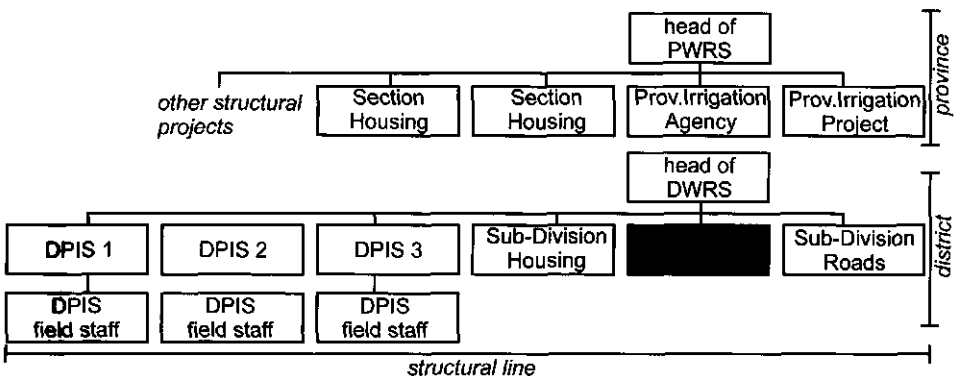 head of
PWRS
province
other structural
projects
Section
Housing
Section
Housing
Prov.Irrigation
Agency
Prov.Irrigation
Project
head of
DWRS
district
DPIS 1
DPIS 2
DPIS 3
Sub-Division
Housing
Sub-Division
Roads
DPIS
field staff
DPIS
field staff
DPIS
field staff
structural line